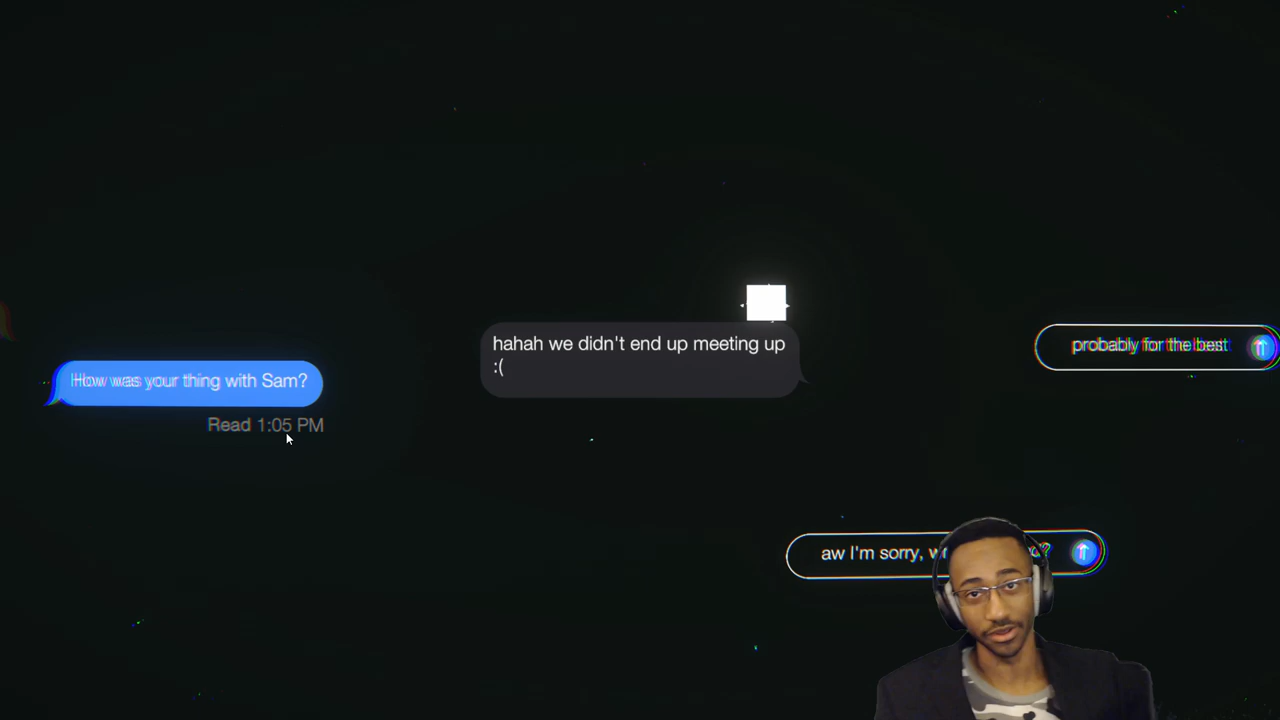 How was your thing with Sam?
Read 1:05 PM
hahah we didn't end up meeting up
:(
probably for the best
aw I'm sorry,